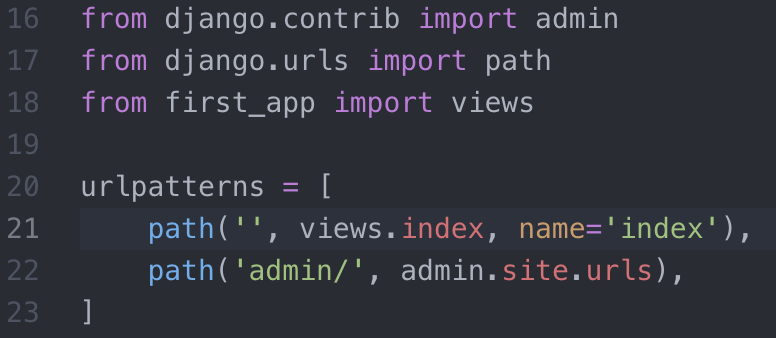 16 from django.contrib import admin
17 from django.urls import path
18 from first_app import views
19
20 urlpatterns = [
21     path('', views.index, name='index'),
22     path('admin/', admin.site.urls),
23 ]